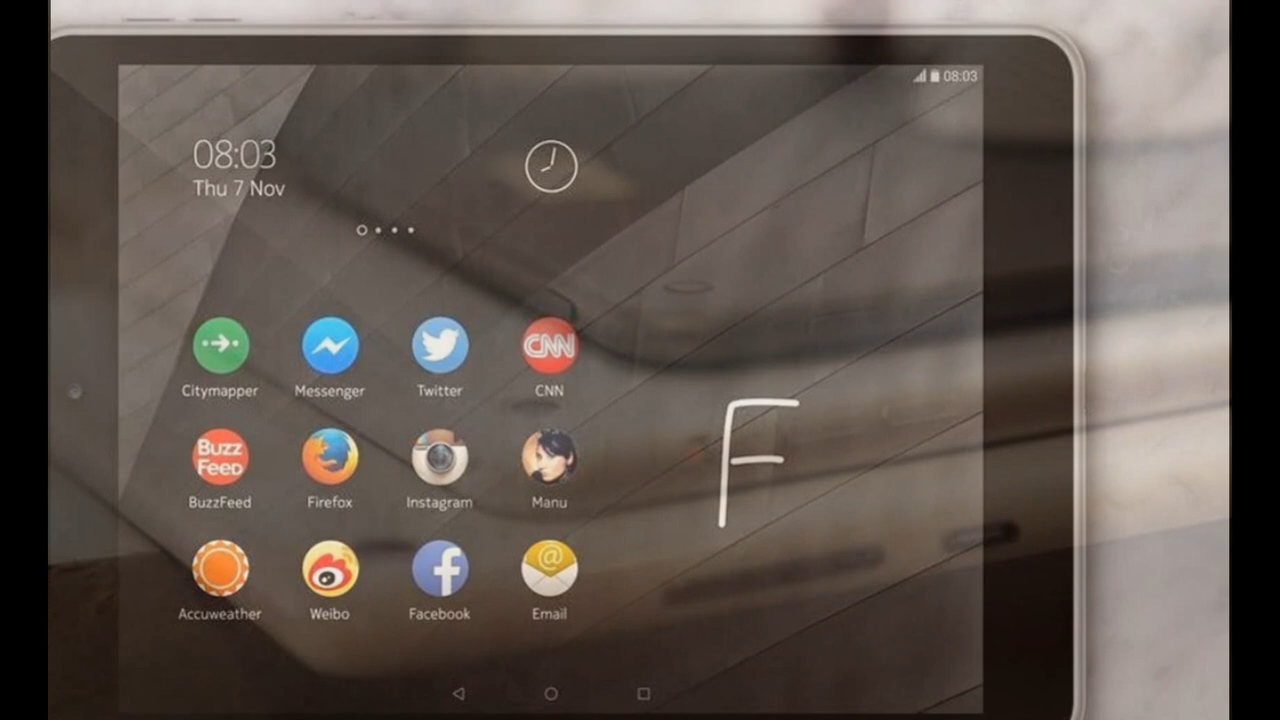 08:03
08:03
Thu 7 Nov
Citymapper Messenger Twitter CNN
CNN
BUZZ
FEED
BuzzFeed Firefox Instagram Manu
F
f
@
Accuweather Weibo Facebook Email